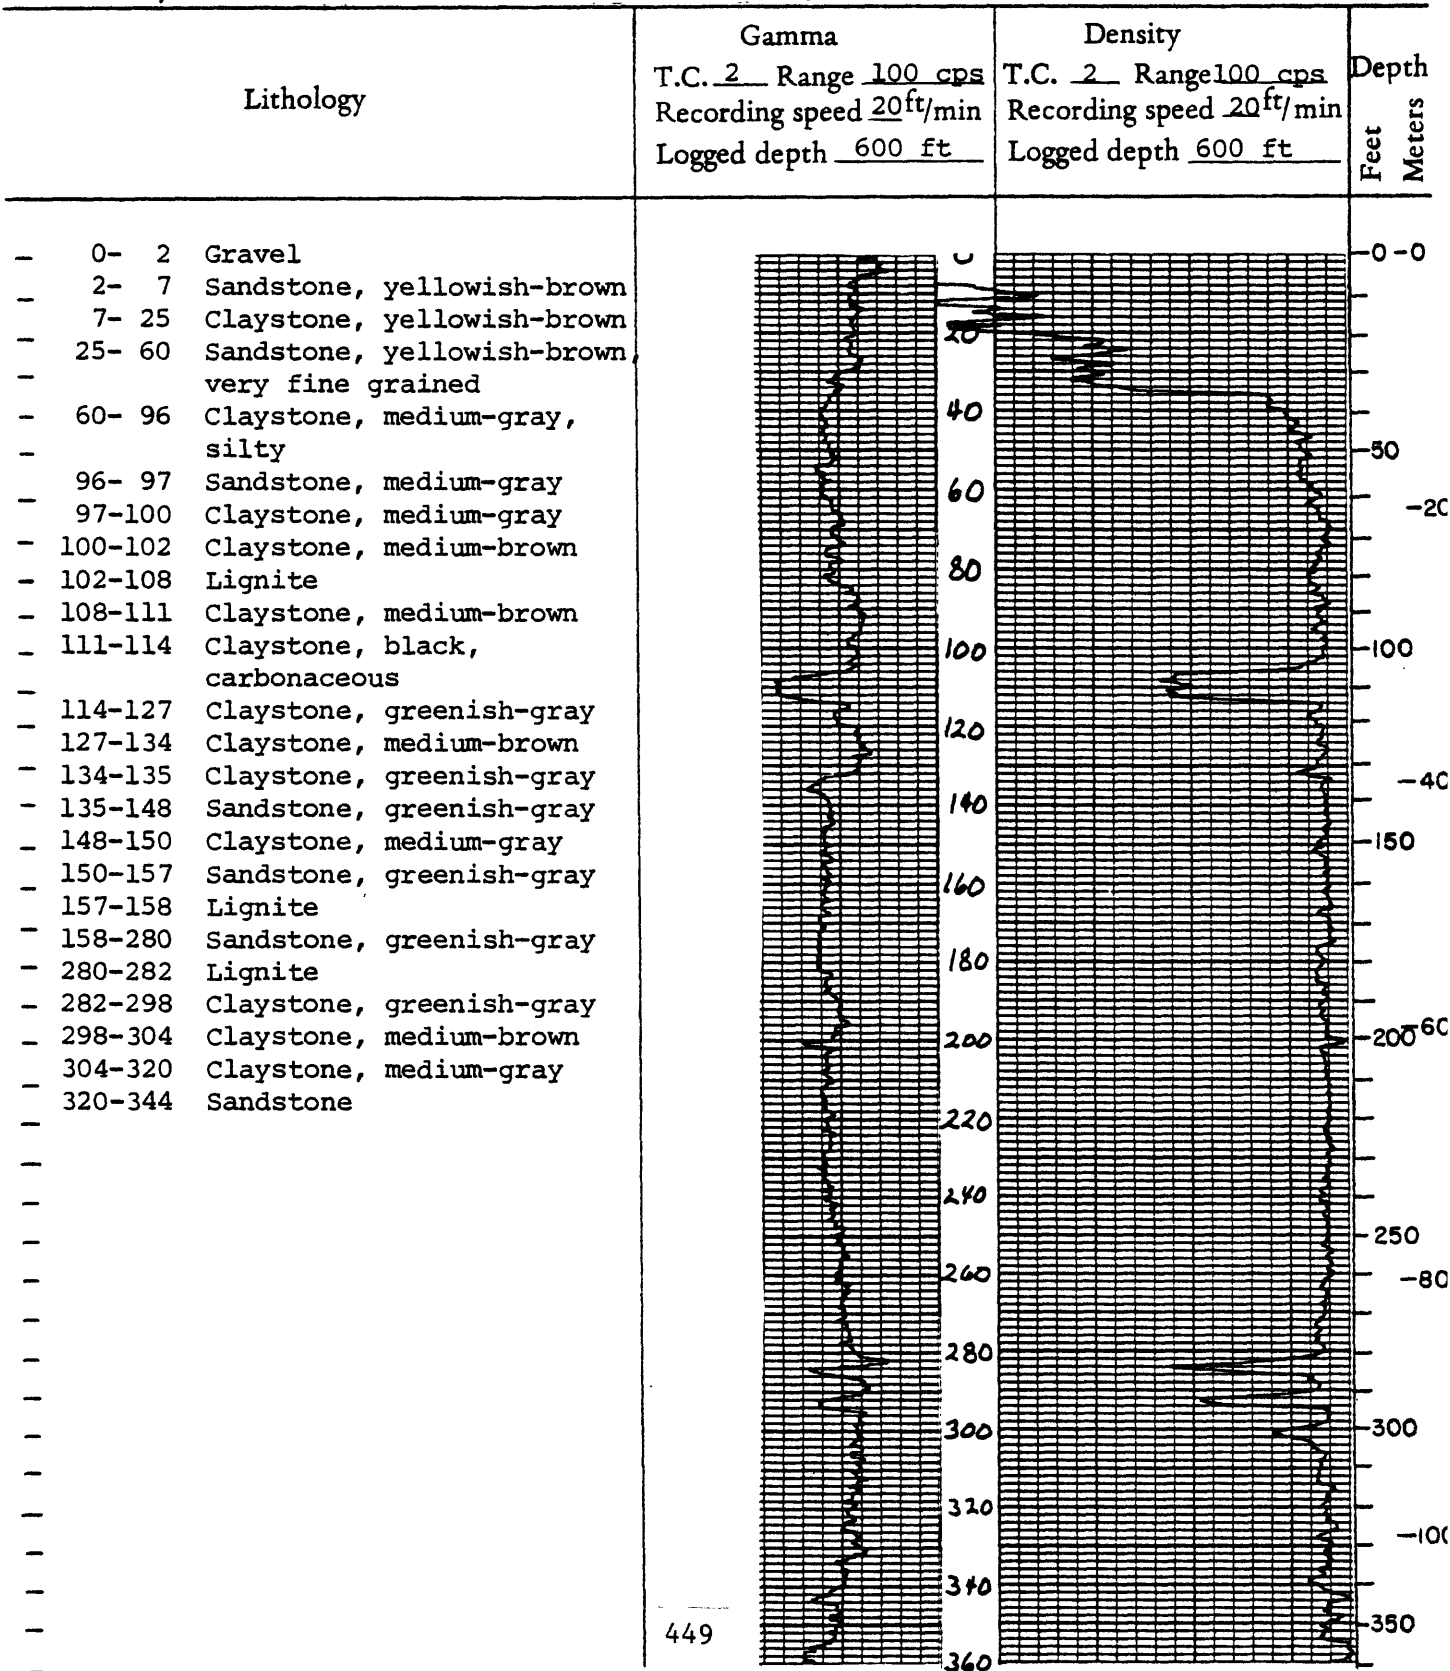 Lithology
Gamma
T.C. 2 Range 100 cps
Recording speed 20 ft/min
Logged depth 600 ft
Density
T.C. 2 Range 100 cps
Recording speed 20 ft/min
Logged depth 600 ft
Depth
Feet
Meters
0- 2 Gravel
2- 7 Sandstone, yellowish-brown
7- 25 Claystone, yellowish-brown
25- 60 Sandstone, yellowish-brown,
very fine grained
60- 96 Claystone, medium-gray,
silty
96- 97 Sandstone, medium-gray
97-100 Claystone, medium-gray
100-102 Claystone, medium-brown
102-108 Lignite
108-111 Claystone, medium-brown
111-114 Claystone, black,
carbonaceous
114-127 Claystone, greenish-gray
127-134 Claystone, medium-brown
134-135 Claystone, greenish-gray
135-148 Sandstone, greenish-gray
148-150 Claystone, medium-gray
150-157 Sandstone, greenish-gray
157-158 Lignite
158-280 Sandstone, greenish-gray
280-282 Lignite
282-298 Claystone, greenish-gray
298-304 Claystone, medium-brown
304-320 Claystone, medium-gray
320-344 Sandstone
449
20
40
60
80
100
120
140
160
180
200
220
240
260
280
300
320
340
360
-0 -0
-50
-20
-100
-40
-150
-200
-60
-250
-80
-300
-100
-350